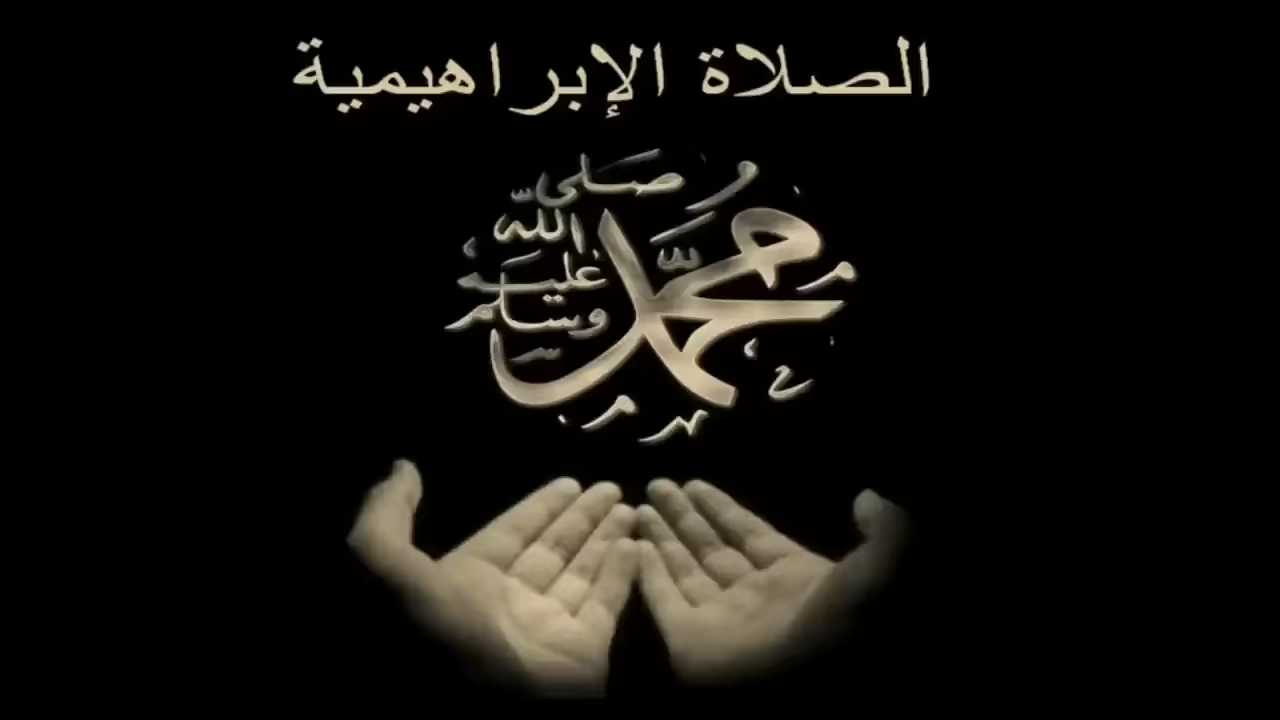 الصلاة الإبراهيمية
محمد
صلى
الله
عليه
وسلم